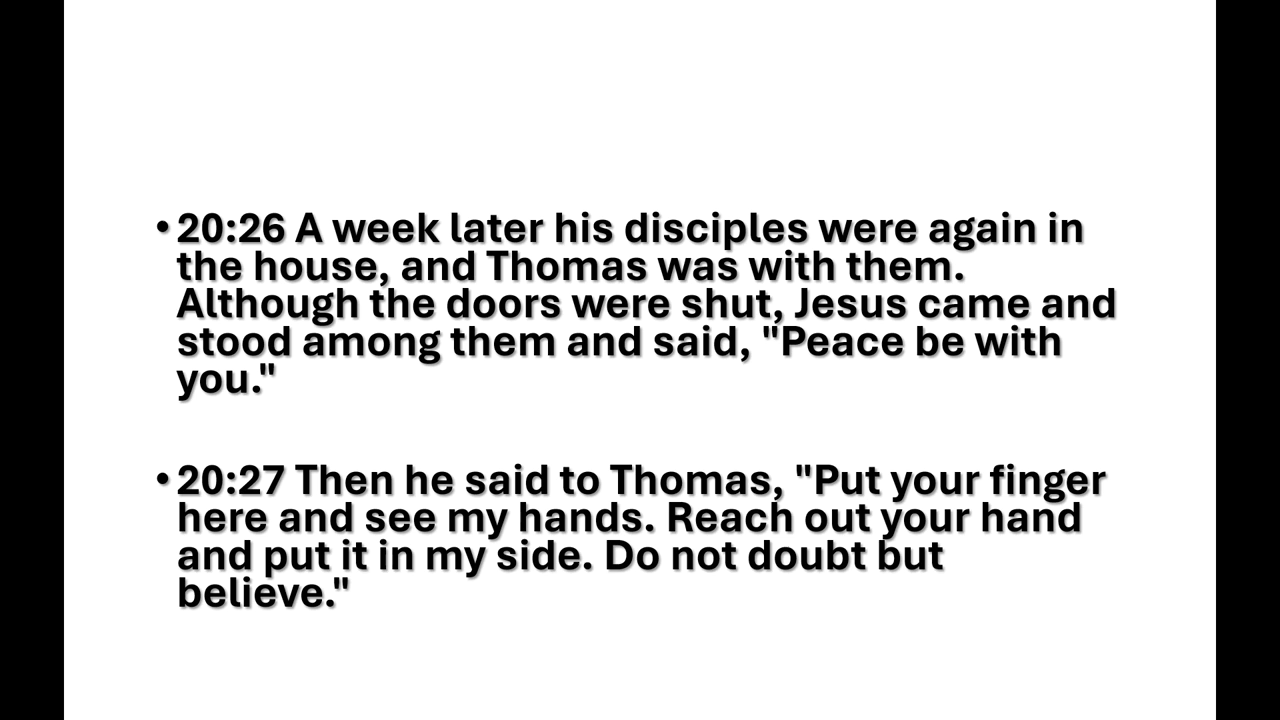 • 20:26 A week later his disciples were again in
the house, and Thomas was with them.
Although the doors were shut, Jesus came and
stood among them and said, "Peace be with
you."
• 20:27 Then he said to Thomas, "Put your finger
here and see my hands. Reach out your hand
and put it in my side. Do not doubt but
believe."